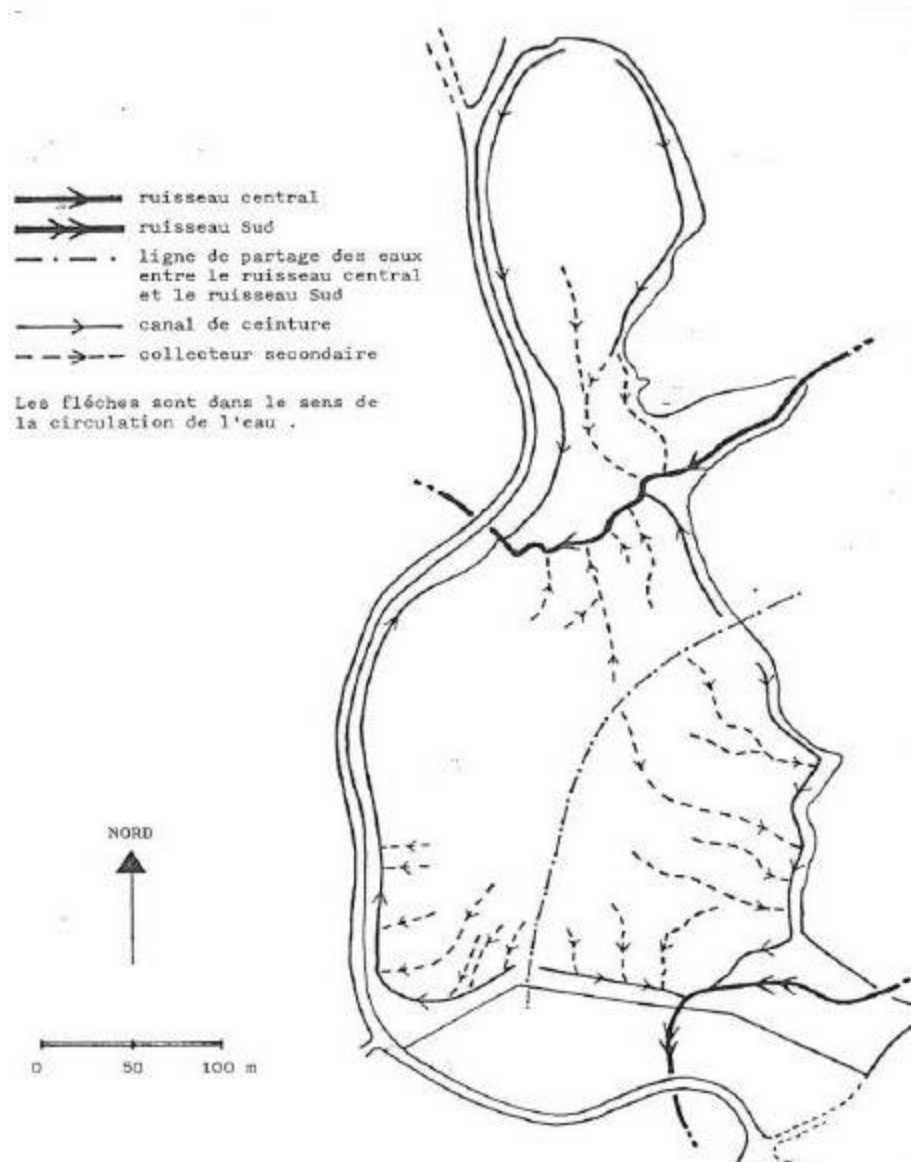 ruisseau central
ruisseau Sud
ligne de partage des eaux
entre le ruisseau central
et le ruisseau Sud
canal de ceinture
collecteur secondaire
Les fléches sont dans le sens de
la circulation de l'eau .
NORD
0 50 100 m